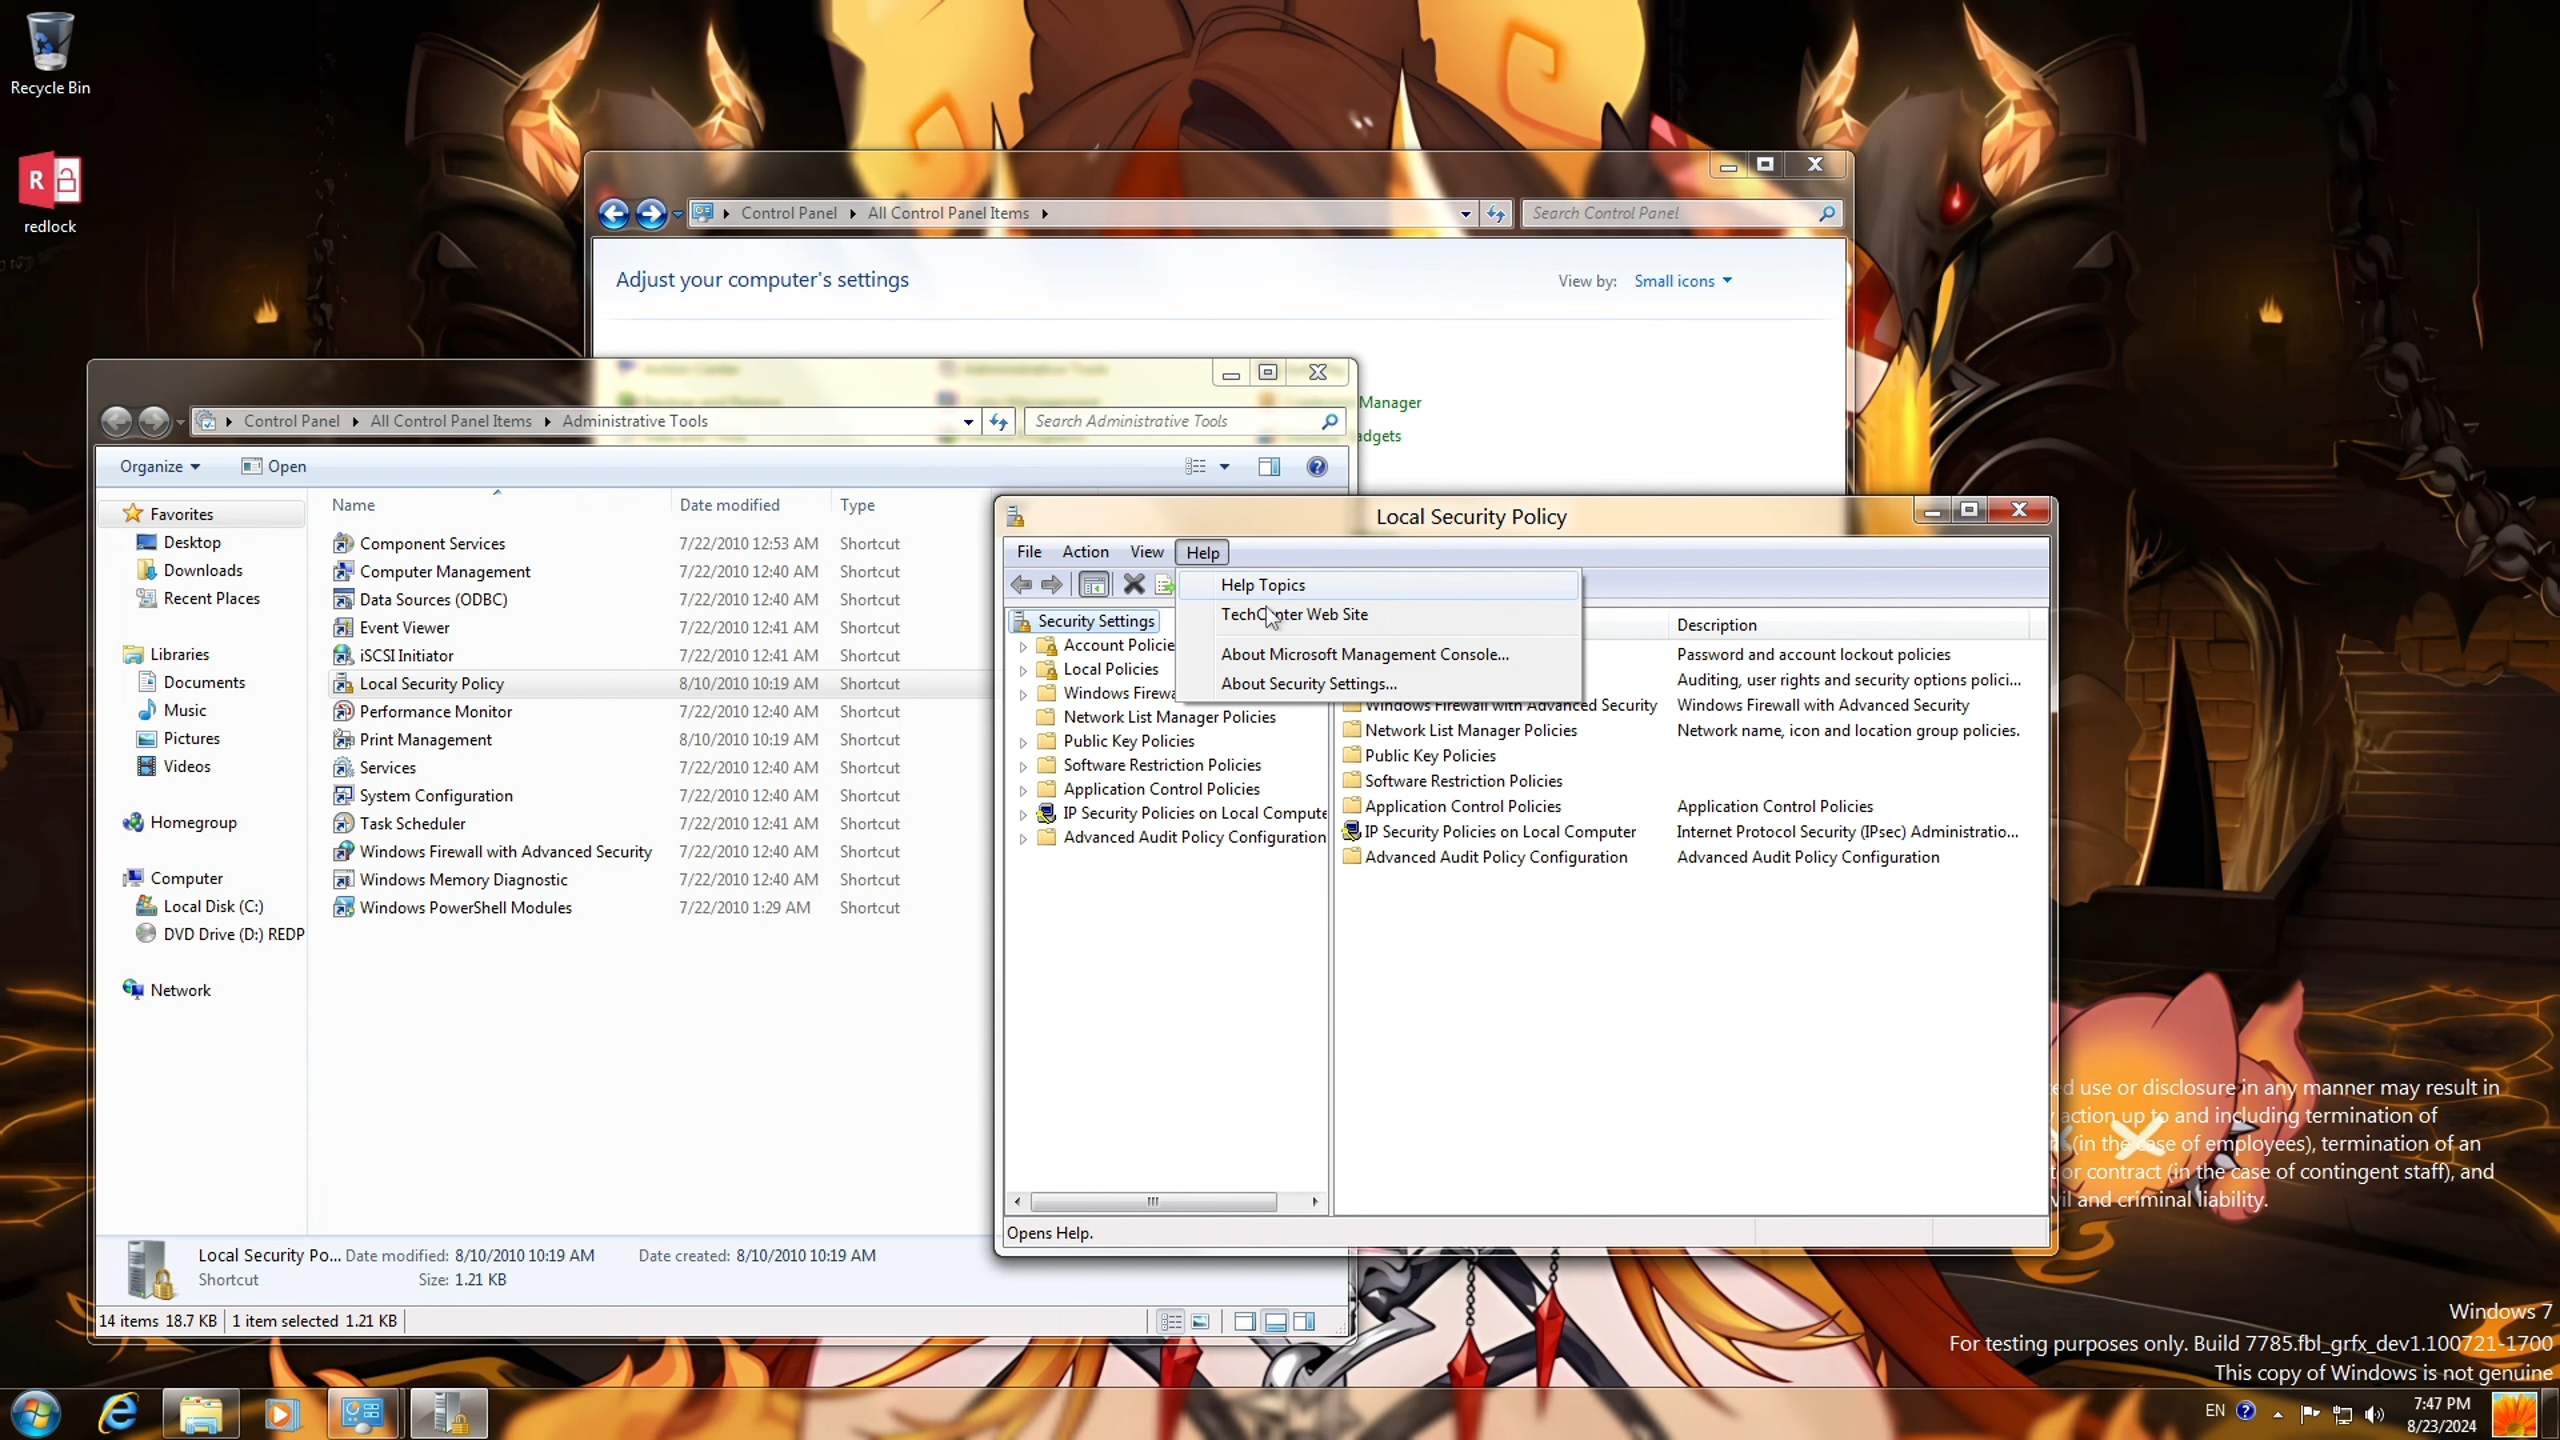 Recycle Bin
R
redlock
Control Panel
All Control Panel Items
Search Control Panel
Adjust your computer's settings
View by:
Small icons
Manager
adgets
Control Panel
All Control Panel Items
Administrative Tools
Search Administrative Tools
Organize
Open
Favorites
Desktop
Downloads
Recent Places
Libraries
Documents
Music
Pictures
Videos
Homegroup
Computer
Local Disk (C:)
DVD Drive (D:) REDP
Network
Name Date modified Type
Component Services 7/22/2010 12:53 AM Shortcut
Computer Management 7/22/2010 12:40 AM Shortcut
Data Sources (ODBC) 7/22/2010 12:40 AM Shortcut
Event Viewer 7/22/2010 12:41 AM Shortcut
iSCSI Initiator 7/22/2010 12:41 AM Shortcut
Local Security Policy 8/10/2010 10:19 AM Shortcut
Performance Monitor 7/22/2010 12:40 AM Shortcut
Print Management 8/10/2010 10:19 AM Shortcut
Services 7/22/2010 12:40 AM Shortcut
System Configuration 7/22/2010 12:40 AM Shortcut
Task Scheduler 7/22/2010 12:41 AM Shortcut
Windows Firewall with Advanced Security 7/22/2010 12:40 AM Shortcut
Windows Memory Diagnostic 7/22/2010 12:40 AM Shortcut
Windows PowerShell Modules 7/22/2010 1:29 AM Shortcut
Local Security Po... Date modified: 8/10/2010 10:19 AM Date created: 8/10/2010 10:19 AM
Shortcut Size: 1.21 KB
14 items 18.7 KB 1 item selected 1.21 KB
Local Security Policy
File Action View Help
Help Topics
TechCenter Web Site
About Microsoft Management Console...
About Security Settings...
Security Settings
Account Policie
Local Policies
Windows Firewa
Network List Manager Policies
Public Key Policies
Software Restriction Policies
Application Control Policies
IP Security Policies on Local Compute
Advanced Audit Policy Configuration
Description
Password and account lockout policies
Auditing, user rights and security options polici...
Windows Firewall with Advanced Security Windows Firewall with Advanced Security
Network List Manager Policies Network name, icon and location group policies.
Public Key Policies
Software Restriction Policies
Application Control Policies Application Control Policies
IP Security Policies on Local Computer Internet Protocol Security (IPsec) Administratio...
Advanced Audit Policy Configuration Advanced Audit Policy Configuration
Opens Help.
ed use or disclosure in any manner may result in
action up to and including termination of
(in the case of employees), termination of an
t or contract (in the case of contingent staff), and
vil and criminal liability.
Windows 7
For testing purposes only. Build 7785.fbl_grfx_dev1.100721-1700
This copy of Windows is not genuine
EN
7:47 PM
8/23/2024